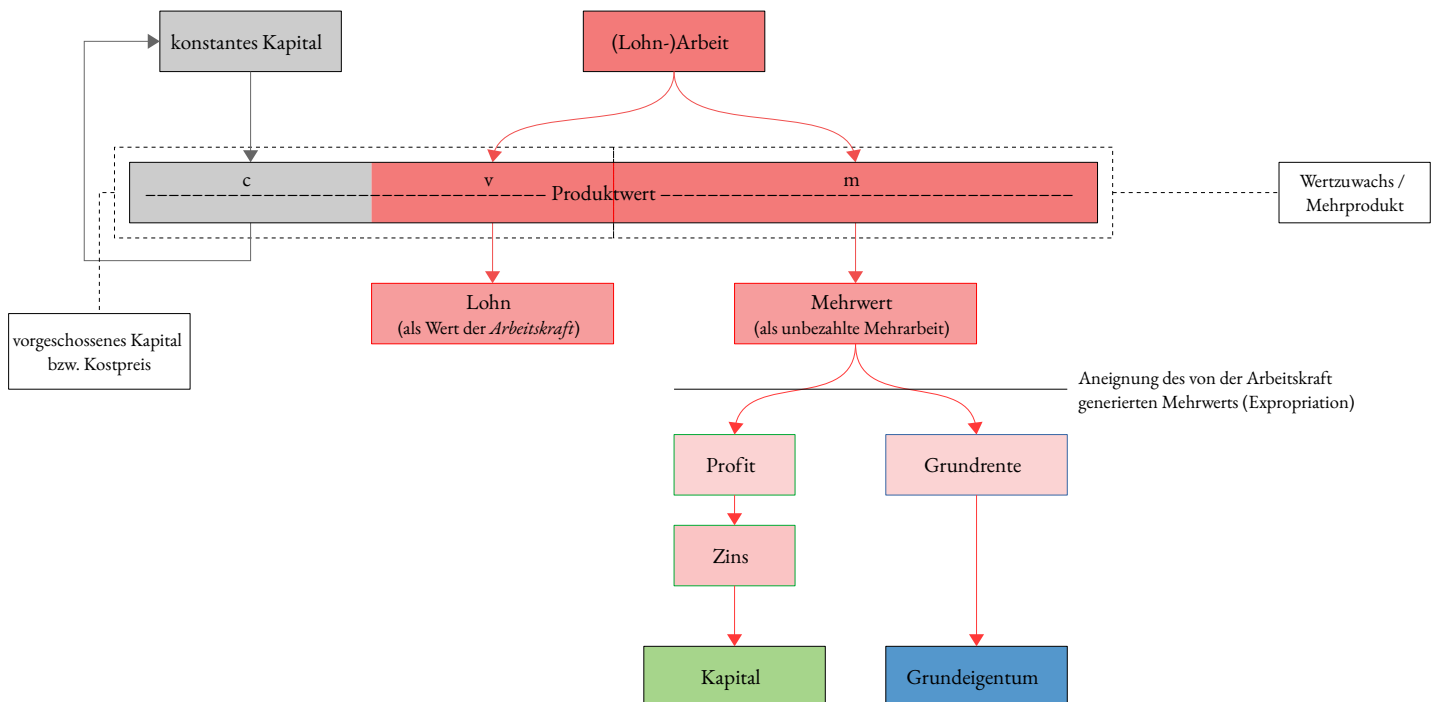 konstantes Kapital
(Lohn-)Arbeit
c
v
m
Produktwert
Wertzuwachs /
Mehrprodukt
Lohn
(als Wert der Arbeitskraft)
Mehrwert
(als unbezahlte Mehrarbeit)
vorgeschossenes Kapital
bzw. Kostpreis
Aneignung des von der Arbeitskraft
generierten Mehrwerts (Expropriation)
Profit
Grundrente
Zins
Kapital
Grundeigentum